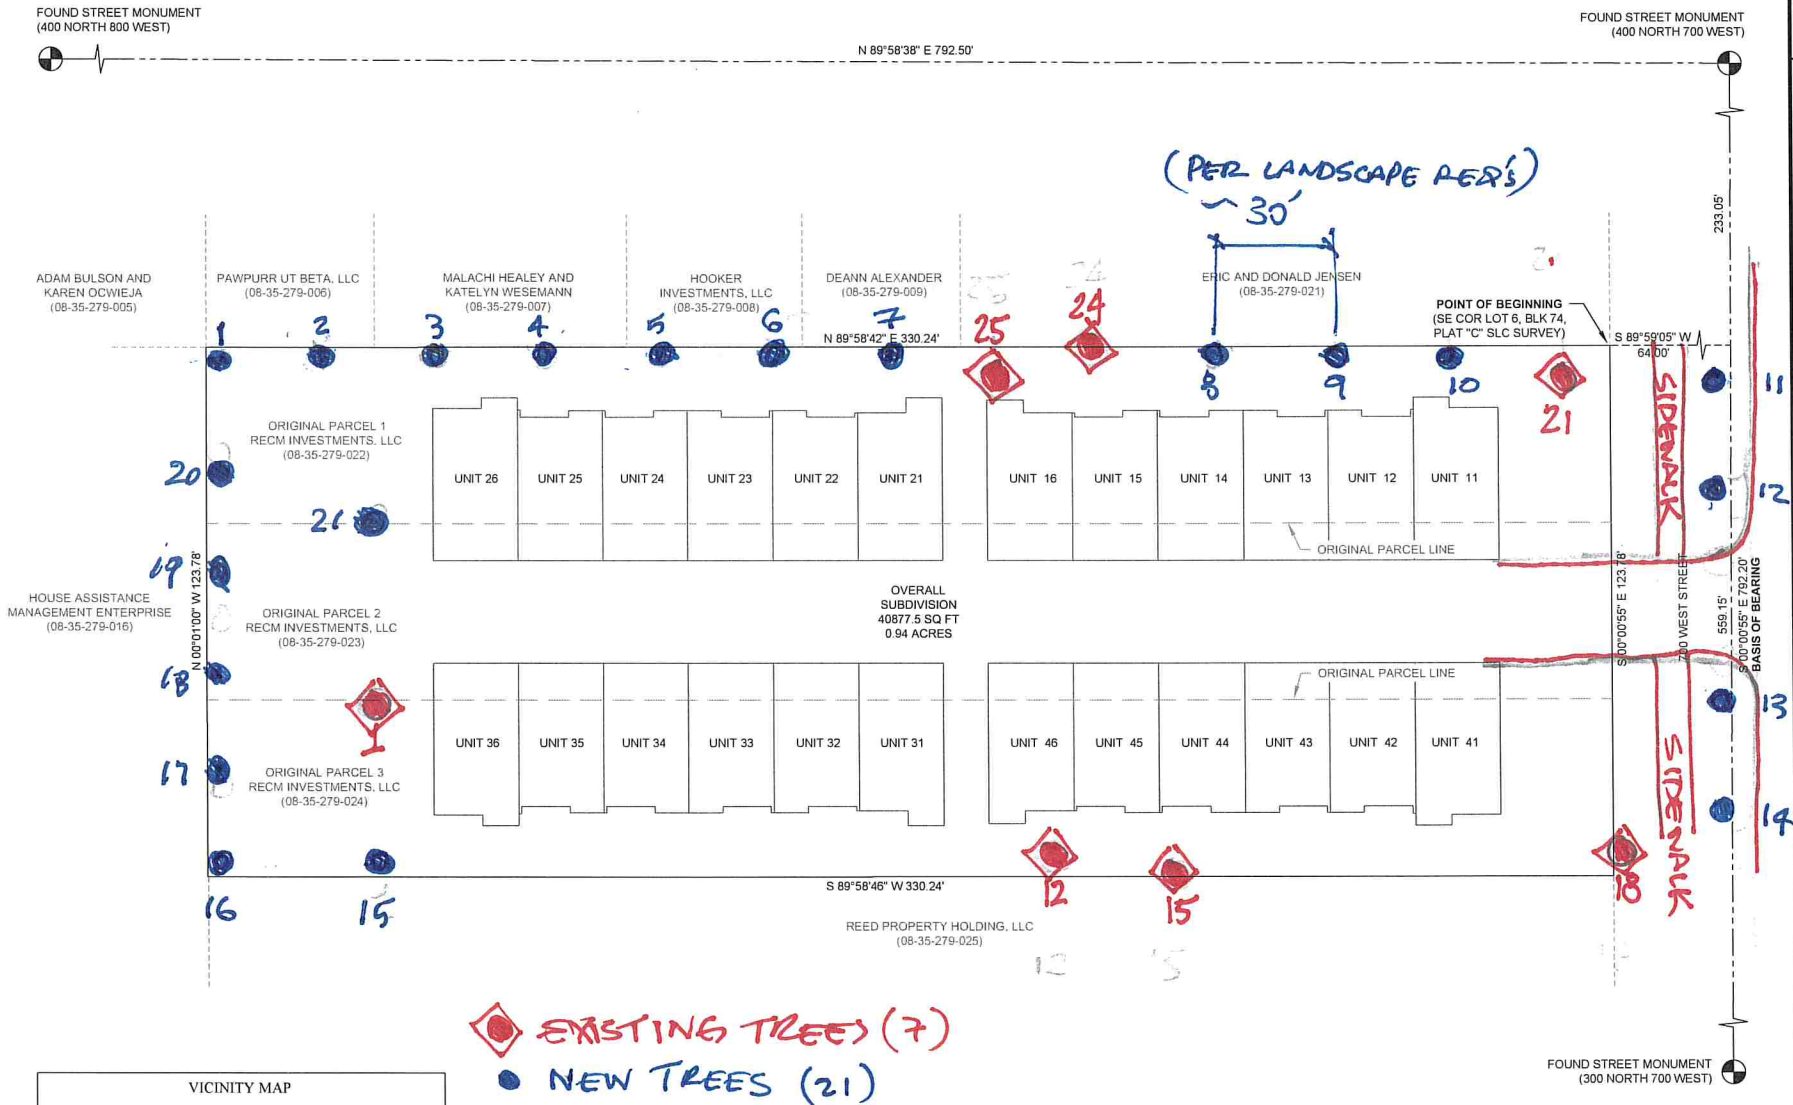 FOUND STREET MONUMENT
(400 NORTH 800 WEST)
FOUND STREET MONUMENT
(400 NORTH 700 WEST)
N 89°58'38" E 792.50'
233.05'
(PER LANDSCAPE REQ'S)
~ 30'
ADAM BULSON AND
KAREN OCWIEJA
(08-35-279-005)
PAWPURR UT BETA, LLC
(08-35-279-006)
MALACHI HEALEY AND
KATELYN WESEMANN
(08-35-279-007)
HOOKER
INVESTMENTS, LLC
(08-35-279-008)
DEANN ALEXANDER
(08-35-279-009)
ERIC AND DONALD JENSEN
(08-35-279-021)
POINT OF BEGINNING
(SE COR LOT 6, BLK 74,
PLAT "C" SLC SURVEY)
N 89°58'42" E 330.24'
S 89°59'05" W
64.00'
1
2
3
4
5
6
7
25
24
8
9
10
21
11
12
SIDEWALK
ORIGINAL PARCEL 1
RECM INVESTMENTS, LLC
(08-35-279-022)
20
21
19
UNIT 26
UNIT 25
UNIT 24
UNIT 23
UNIT 22
UNIT 21
UNIT 16
UNIT 15
UNIT 14
UNIT 13
UNIT 12
UNIT 11
ORIGINAL PARCEL LINE
HOUSE ASSISTANCE
MANAGEMENT ENTERPRISE
(08-35-279-016)
N 00°01'00" W 123.78'
ORIGINAL PARCEL 2
RECM INVESTMENTS, LLC
(08-35-279-023)
OVERALL
SUBDIVISION
40877.5 SQ FT
0.94 ACRES
S 00°00'55" E 123.78'
700 WEST STREET
559.15'
S 00°00'55" E 792.20'
BASIS OF BEARING
18
17
1
ORIGINAL PARCEL LINE
13
14
SIDEWALK
ORIGINAL PARCEL 3
RECM INVESTMENTS, LLC
(08-35-279-024)
UNIT 36
UNIT 35
UNIT 34
UNIT 33
UNIT 32
UNIT 31
UNIT 46
UNIT 45
UNIT 44
UNIT 43
UNIT 42
UNIT 41
16
15
S 89°58'46" W 330.24'
12
15
18
REED PROPERTY HOLDING, LLC
(08-35-279-025)
12
15
EXISTING TREES (7)
NEW TREES (21)
VICINITY MAP
FOUND STREET MONUMENT
(300 NORTH 700 WEST)